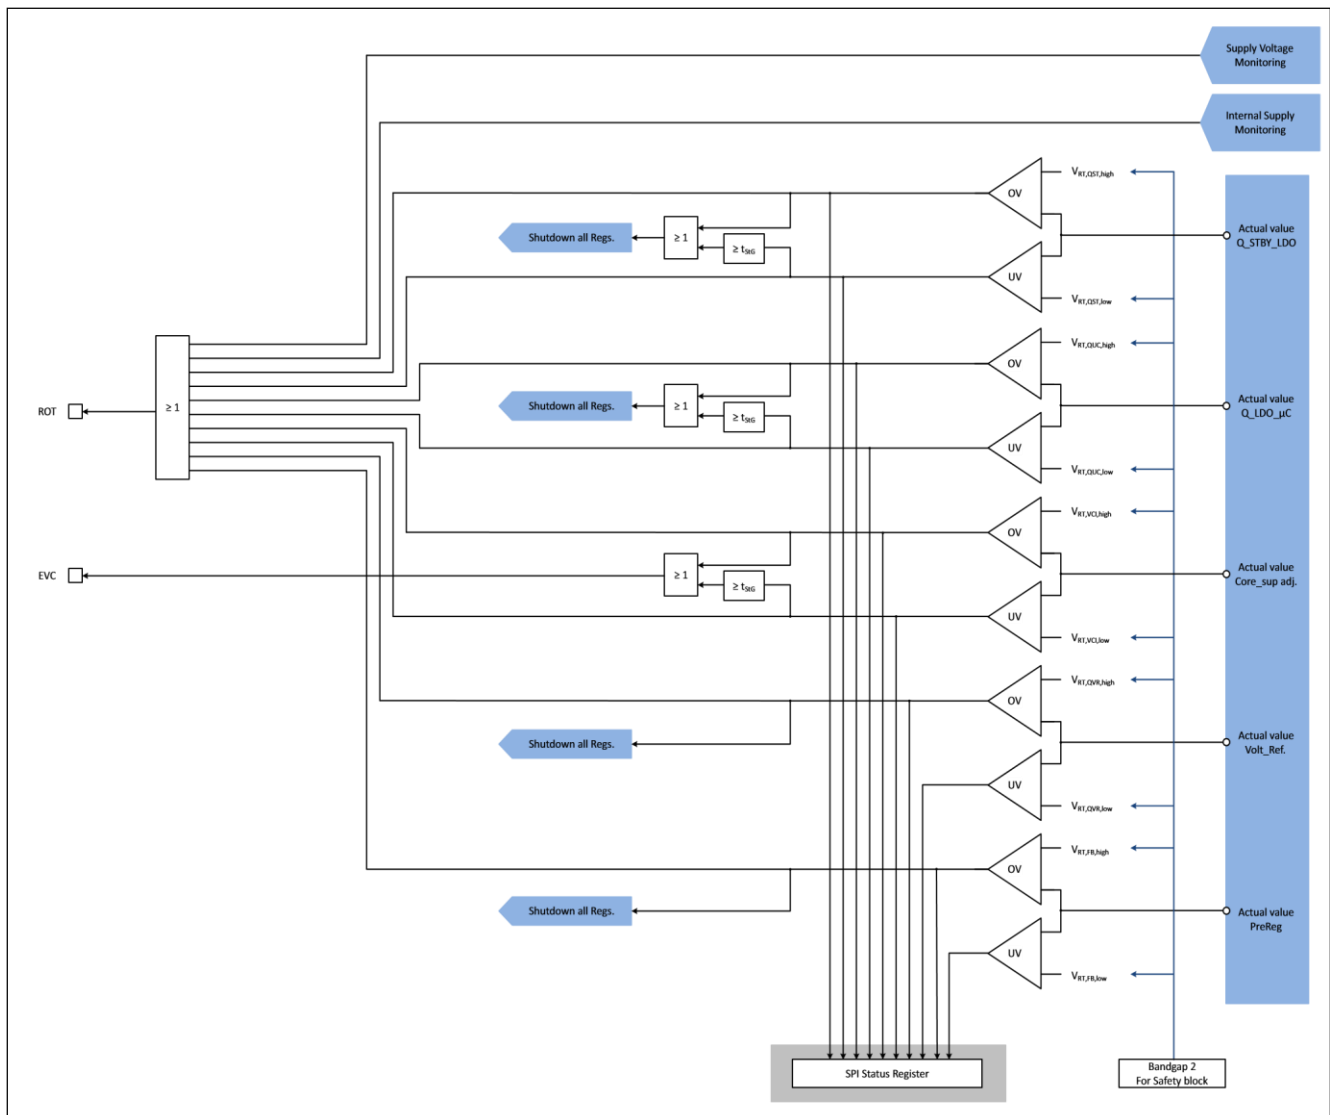 Supply Voltage
Monitoring
Internal Supply
Monitoring
OV
V_RT,QST,high
Shutdown all Regs.
≥ 1
≥ t_StG
Actual value
Q_STBY_LDO
UV
V_RT,QST,low
OV
V_RT,QUC,high
ROT
≥ 1
Shutdown all Regs.
≥ 1
≥ t_StG
Actual value
Q_LDO_µC
UV
V_RT,QUC,low
OV
V_RT,VCI,high
EVC
≥ 1
≥ t_StG
Actual value
Core_sup adj.
UV
V_RT,VCI,low
OV
V_RT,QVR,high
Shutdown all Regs.
Actual value
Volt_Ref.
UV
V_RT,QVR,low
OV
V_RT,FB,high
Shutdown all Regs.
Actual value
PreReg
UV
V_RT,FB,low
SPI Status Register
Bandgap 2
For Safety block